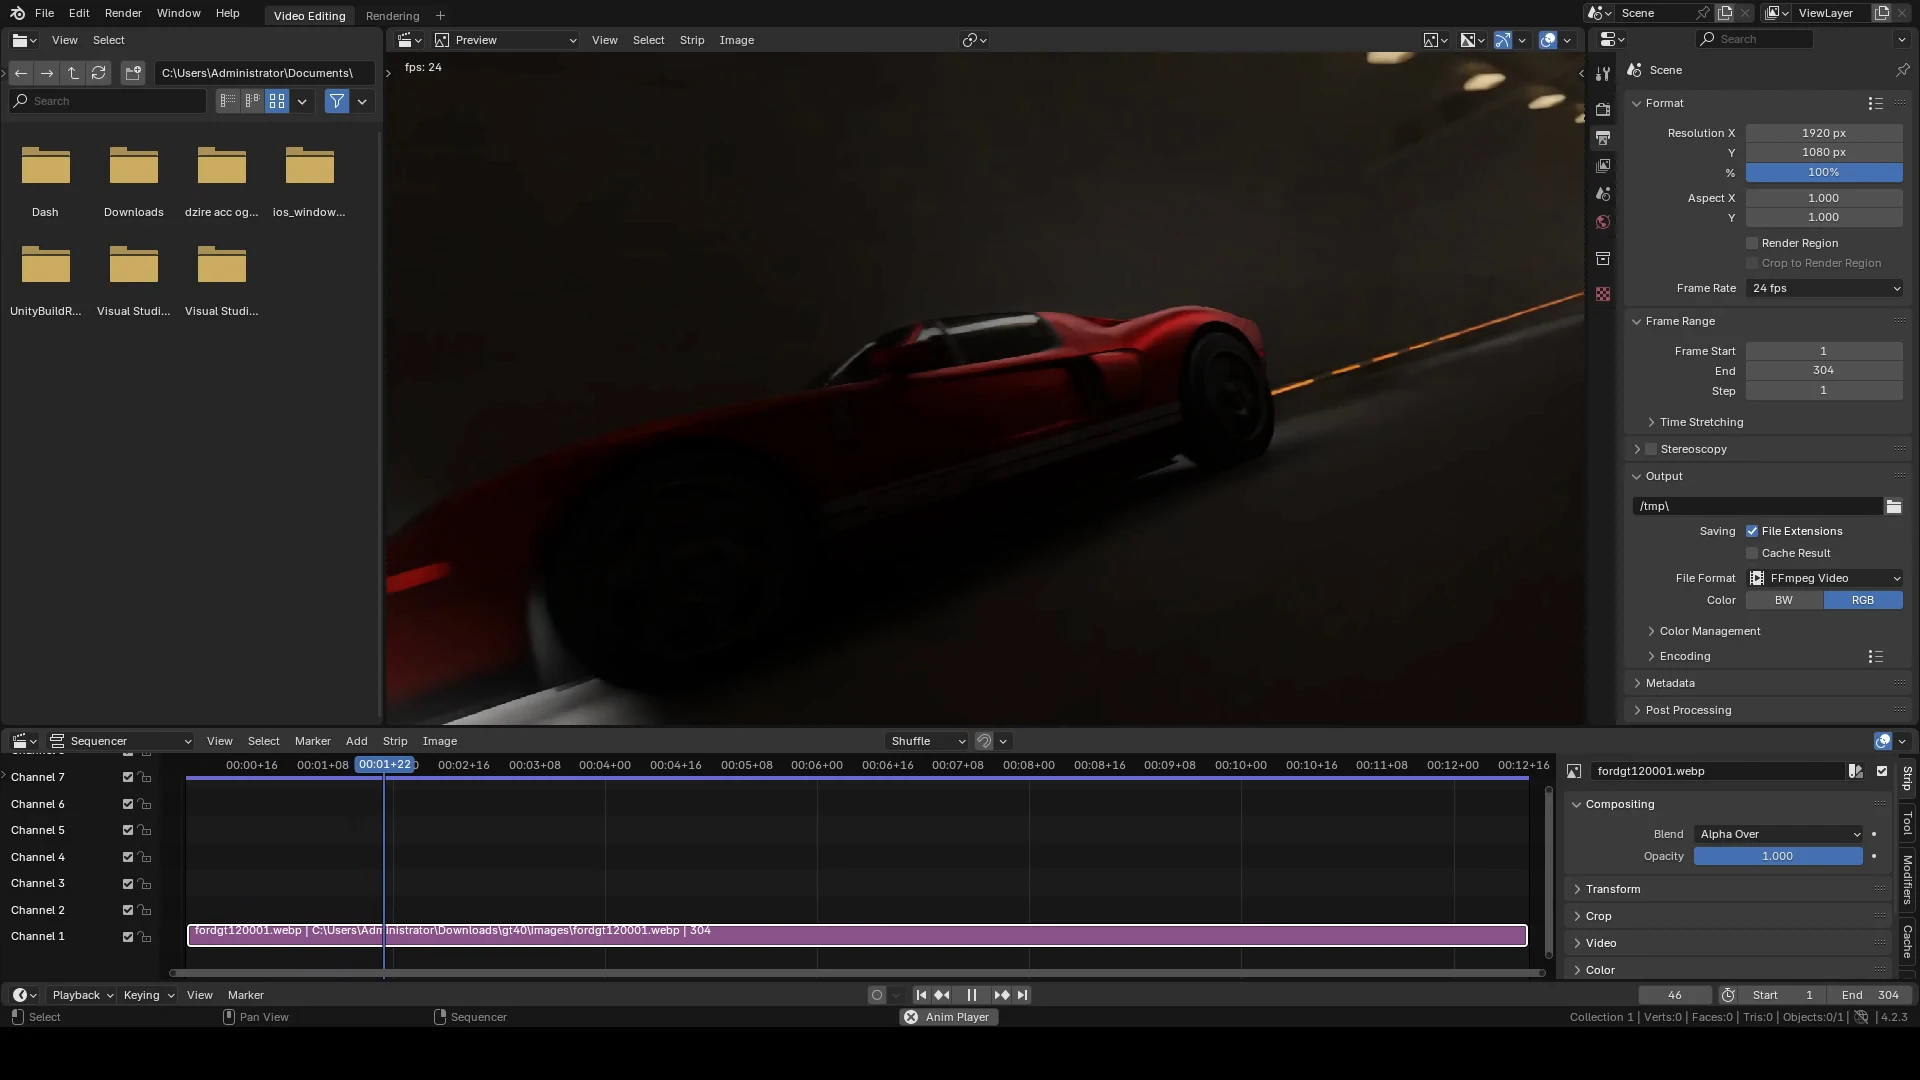 File Edit Render Window Help Video Editing Rendering + Scene ViewLayer
View Select
C:\Users\Administrator\Documents\
Search
Dash Downloads dzire acc og... ios_window...
UnityBuildR... Visual Studi... Visual Studi...
Preview View Select Strip Image
fps: 24
Search
Scene
Format
Resolution X 1920 px
Y 1080 px
% 100%
Aspect X 1.000
Y 1.000
Render Region
Crop to Render Region
Frame Rate 24 fps
Frame Range
Frame Start 1
End 304
Step 1
Time Stretching
Stereoscopy
Output
/tmp\
Saving File Extensions
Cache Result
File Format FFmpeg Video
Color BW RGB
Color Management
Encoding
Metadata
Post Processing
Sequencer View Select Marker Add Strip Image Shuffle
00:00+16 00:01+08 00:01+22 00:02+16 00:03+08 00:04+00 00:04+16 00:05+08 00:06+00 00:06+16 00:07+08 00:08+00 00:08+16 00:09+08 00:10+00 00:10+16 00:11+08 00:12+00 00:12+16
Channel 7
Channel 6
Channel 5
Channel 4
Channel 3
Channel 2
Channel 1
fordgt120001.webp | C:\Users\Administrator\Downloads\gt40\images\fordgt120001.webp | 304
fordgt120001.webp
Compositing
Blend Alpha Over
Opacity 1.000
Transform
Crop
Video
Color
Strip
Tool
Modifiers
Cache
Playback Keying View Marker 46 Start 1 End 304
Select Pan View Sequencer Anim Player Collection 1 | Verts:0 | Faces:0 | Tris:0 | Objects:0/1 | 4.2.3